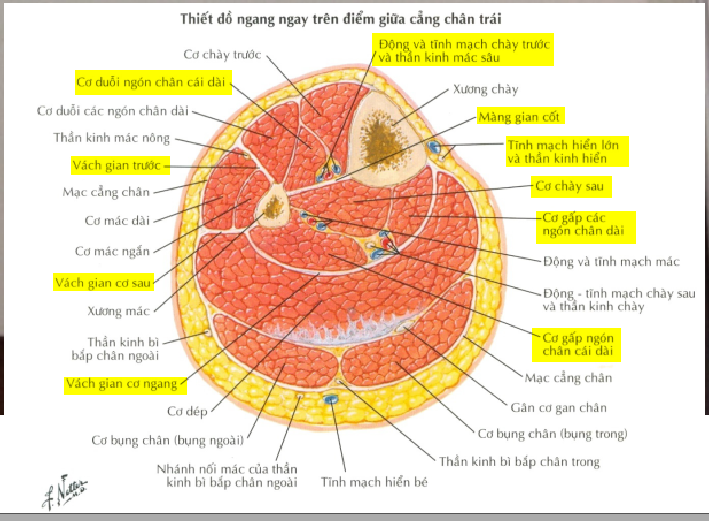 Thiết đồ ngang ngay trên điểm giữa cẳng chân trái
Cơ chày trước
Cơ duỗi ngón chân cái dài
Cơ duỗi các ngón chân dài
Thần kinh mác nông
Vách gian trước
Mạc cẳng chân
Cơ mác dài
Cơ mác ngắn
Vách gian cơ sau
Xương mác
Thần kinh bì
bắp chân ngoài
Vách gian cơ ngang
Cơ dép
Cơ bụng chân (bụng ngoài)
Nhánh nối mác của thần
kinh bì bắp chân ngoài
Động và tĩnh mạch chày trước
và thần kinh mác sâu
Xương chày
Màng gian cốt
Tĩnh mạch hiển lớn
và thần kinh hiển
Cơ chày sau
Cơ gấp các
ngón chân dài
Động và tĩnh mạch mác
Động - tĩnh mạch chày sau
và thần kinh chày
Cơ gấp ngón
chân cái dài
Mạc cẳng chân
Gân cơ gan chân
Cơ bụng chân (bụng trong)
Thần kinh bì bắp chân trong
Tĩnh mạch hiển bé
F. Netter
M.D.